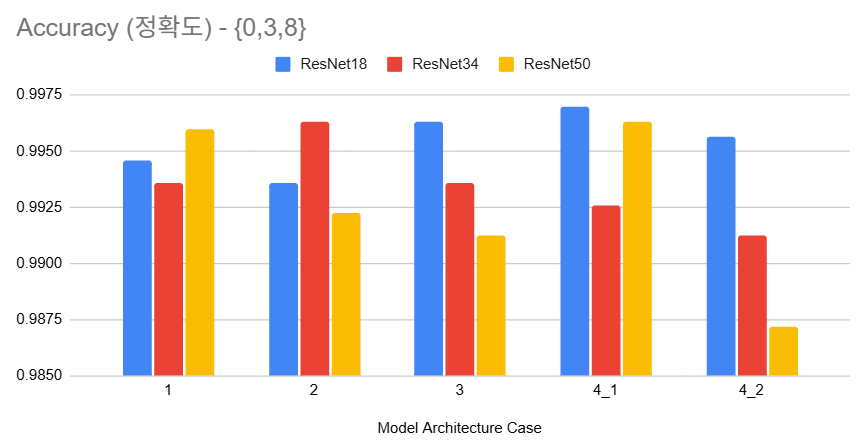 Accuracy (정확도) - {0,3,8}
ResNet18 ResNet34 ResNet50
0.9975
0.9950
0.9925
0.9900
0.9875
0.9850
1 2 3 4_1 4_2
Model Architecture Case